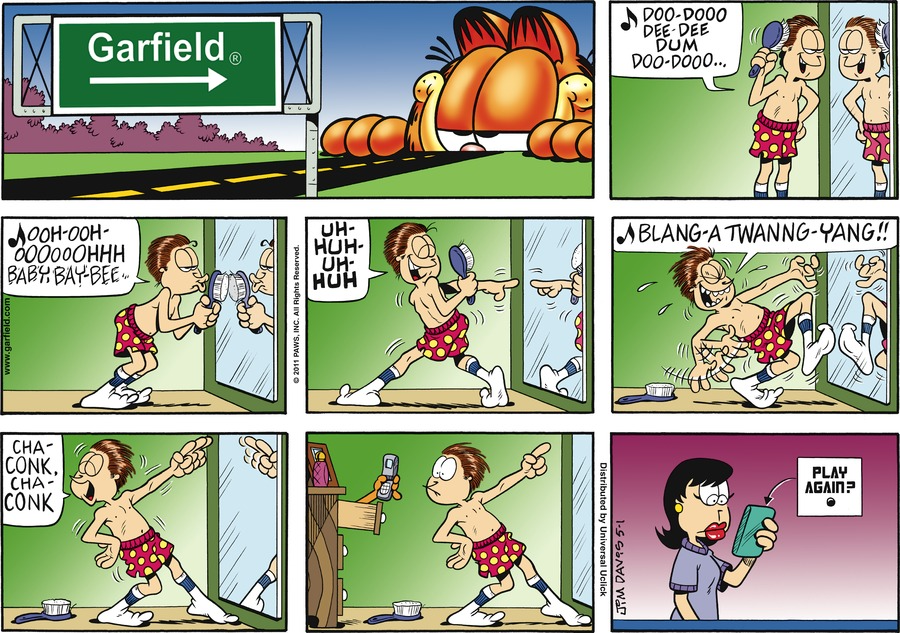 Garfield®
♪ DOO-DOOO
DEE-DEE
DUM
DOO-DOOO...
♪ OOH-OOH-
OOOOOOHHH
BABY-BAY-BEE...
www.garfield.com
UH-
HUH-
UH-
HUH
© 2011 PAWS, INC. All Rights Reserved.
♪ BLANG-A TWANNG-YANG!!
CHA-
CONK,
CHA-
CONK
Distributed by Universal Uclick
PLAY
AGAIN?
JIM DAVIS 5-1